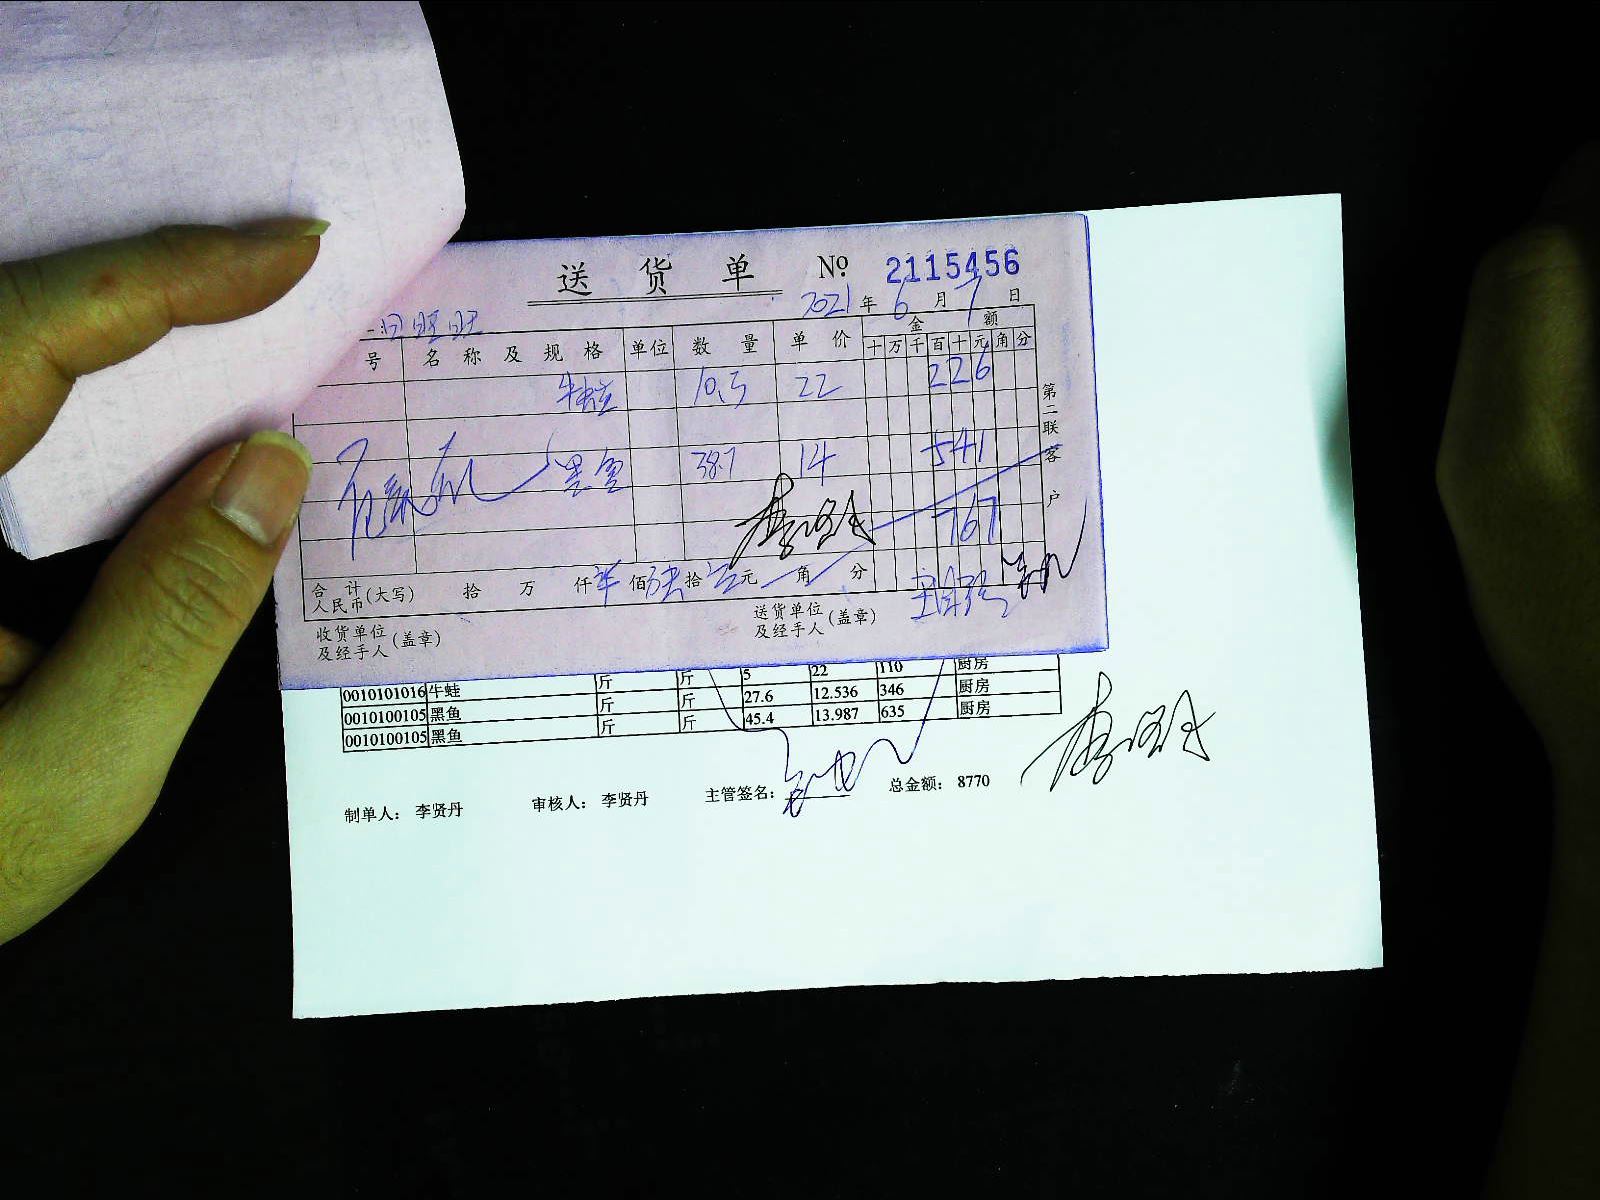 送货单 № 2115456
2021年6月7日
号 名称及规格 单位 数量 单价 金额
十万千百十元角分
牛蛙 10.3 22 226
黑鱼 38.7 14 541
767
第二联客户
合计人民币(大写) 拾 万 仟 佰 拾 元 角 分
收货单位及经手人(盖章) 送货单位及经手人(盖章)
0010101016 牛蛙 斤 斤 5 22 110 厨房
0010100105 黑鱼 斤 斤 27.6 12.536 346 厨房
0010100105 黑鱼 斤 斤 45.4 13.987 635 厨房
制单人: 李贤丹 审核人: 李贤丹 主管签名: 总金额: 8770